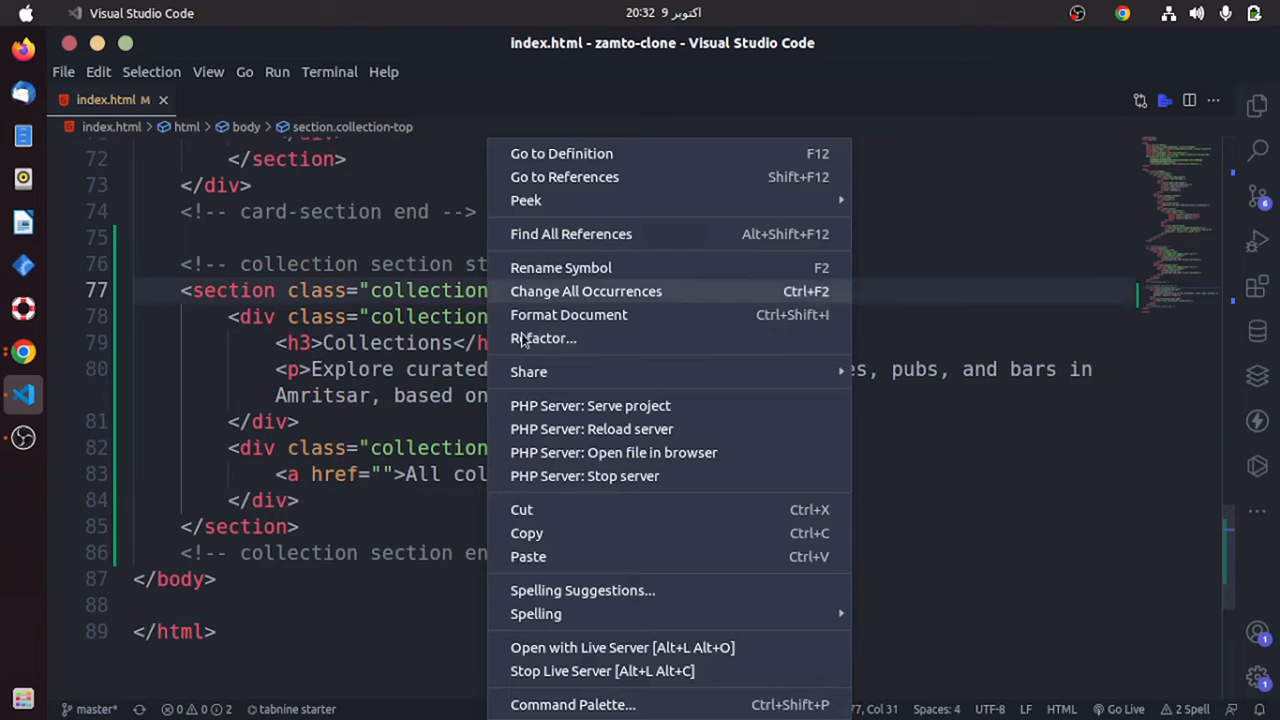 Visual Studio Code
اکتوبر 9 20:32
index.html - zamto-clone - Visual Studio Code
File Edit Selection View Go Run Terminal Help
index.html M
index.html > html > body > section.collection-top
72 </section>
73 </div>
74 <!-- card-section end -->
75
76 <!-- collection section st
77 <section class="collection
78 <div class="collection
79 <h3>Collections</h
80 <p>Explore curated es, pubs, and bars in
Amritsar, based on
81 </div>
82 <div class="collection
83 <a href="">All col
84 </div>
85 </section>
86 <!-- collection section en
87 </body>
88
89 </html>
Go to Definition F12
Go to References Shift+F12
Peek
Find All References Alt+Shift+F12
Rename Symbol F2
Change All Occurrences Ctrl+F2
Format Document Ctrl+Shift+I
Refactor...
Share
PHP Server: Serve project
PHP Server: Reload server
PHP Server: Open file in browser
PHP Server: Stop server
Cut Ctrl+X
Copy Ctrl+C
Paste Ctrl+V
Spelling Suggestions...
Spelling
Open with Live Server [Alt+L Alt+O]
Stop Live Server [Alt+L Alt+C]
Command Palette... Ctrl+Shift+P
6
master* 0 0 2 tabnine starter 77, Col 31 Spaces: 4 UTF-8 LF HTML Go Live 2 Spell